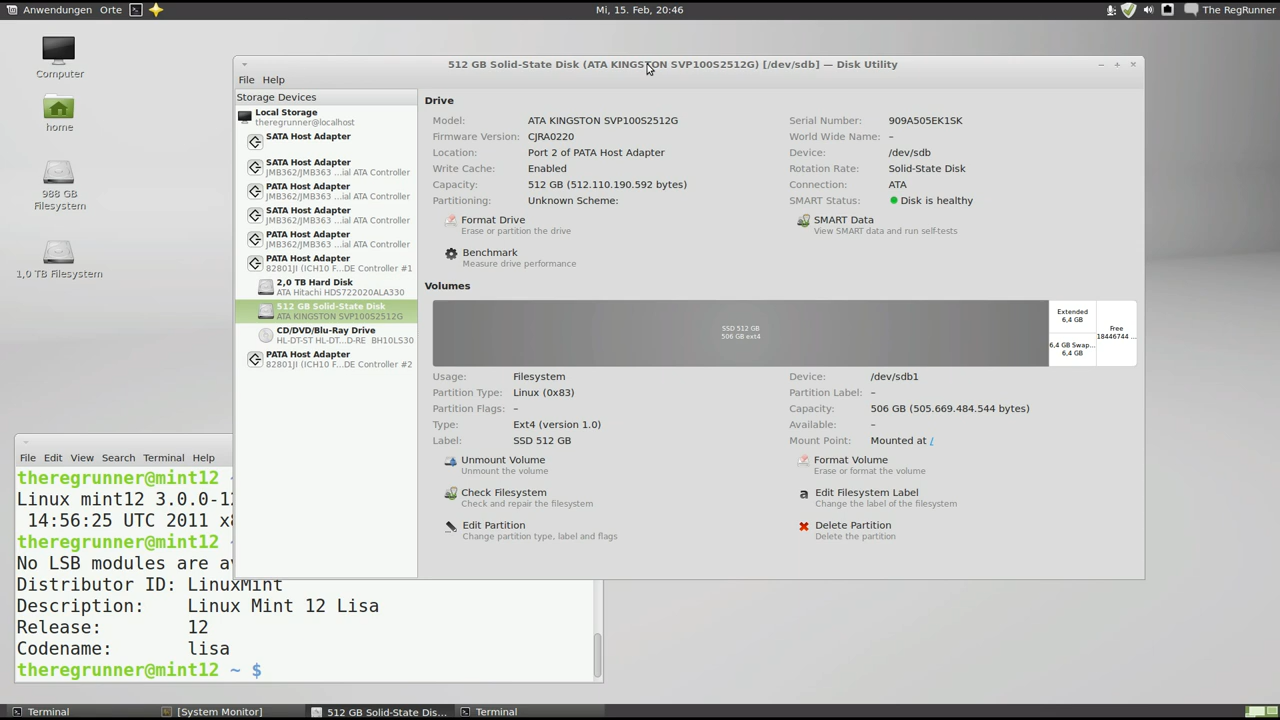 Anwendungen Orte
Mi, 15. Feb, 20:46
The RegRunner
Computer
home
988 GB
Filesystem
1,0 TB Filesystem
512 GB Solid-State Disk (ATA KINGSTON SVP100S2512G) [/dev/sdb] — Disk Utility
File Help
Storage Devices
Local Storage
theregrunner@localhost
SATA Host Adapter
SATA Host Adapter
JMB362/JMB363 ...ial ATA Controller
PATA Host Adapter
JMB362/JMB363 ...ial ATA Controller
SATA Host Adapter
JMB362/JMB363 ...ial ATA Controller
PATA Host Adapter
JMB362/JMB363 ...ial ATA Controller
PATA Host Adapter
82801JI (ICH10 F...DE Controller #1
2,0 TB Hard Disk
ATA Hitachi HDS722020ALA330
512 GB Solid-State Disk
ATA KINGSTON SVP100S2512G
CD/DVD/Blu-Ray Drive
HL-DT-ST HL-DT...D-RE BH10LS30
PATA Host Adapter
82801JI (ICH10 F...DE Controller #2
Drive
Model: ATA KINGSTON SVP100S2512G
Serial Number: 909A505EK1SK
Firmware Version: CJRA0220
World Wide Name: –
Location: Port 2 of PATA Host Adapter
Device: /dev/sdb
Write Cache: Enabled
Rotation Rate: Solid-State Disk
Capacity: 512 GB (512.110.190.592 bytes)
Connection: ATA
Partitioning: Unknown Scheme:
SMART Status: Disk is healthy
Format Drive
Erase or partition the drive
SMART Data
View SMART data and run self-tests
Benchmark
Measure drive performance
Volumes
SSD 512 GB
506 GB ext4
Extended
6,4 GB
6,4 GB Swap...
6,4 GB
Free
18446744 ...
Usage: Filesystem
Device: /dev/sdb1
Partition Type: Linux (0x83)
Partition Label: –
Partition Flags: –
Capacity: 506 GB (505.669.484.544 bytes)
Type: Ext4 (version 1.0)
Available: –
Label: SSD 512 GB
Mount Point: Mounted at /
Unmount Volume
Unmount the volume
Format Volume
Erase or format the volume
Check Filesystem
Check and repair the filesystem
Edit Filesystem Label
Change the label of the filesystem
Edit Partition
Change partition type, label and flags
Delete Partition
Delete the partition
File Edit View Search Terminal Help
theregrunner@mint12
Linux mint12 3.0.0-12
14:56:25 UTC 2011 x8
theregrunner@mint12
No LSB modules are av
Distributor ID: LinuxMint
Description: Linux Mint 12 Lisa
Release: 12
Codename: lisa
theregrunner@mint12 ~ $
Terminal
[System Monitor]
512 GB Solid-State Dis...
Terminal